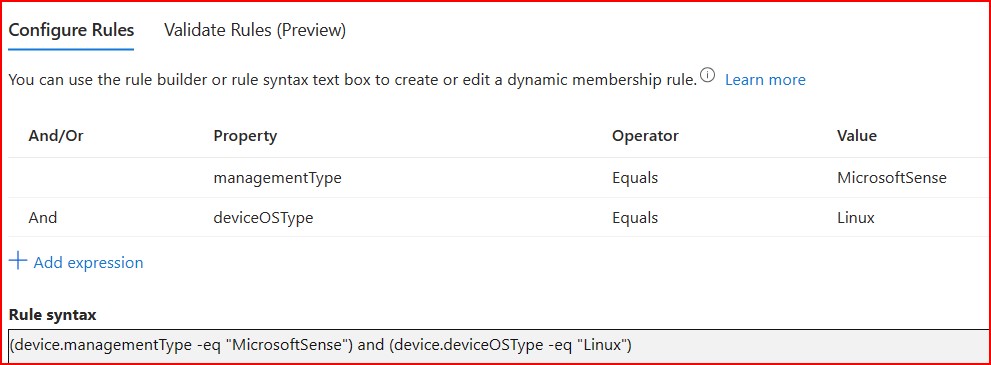 Configure Rules Validate Rules (Preview)
You can use the rule builder or rule syntax text box to create or edit a dynamic membership rule. i Learn more
And/Or Property Operator Value
managementType Equals MicrosoftSense
And deviceOSType Equals Linux
+ Add expression
Rule syntax
(device.managementType -eq "MicrosoftSense") and (device.deviceOSType -eq "Linux")